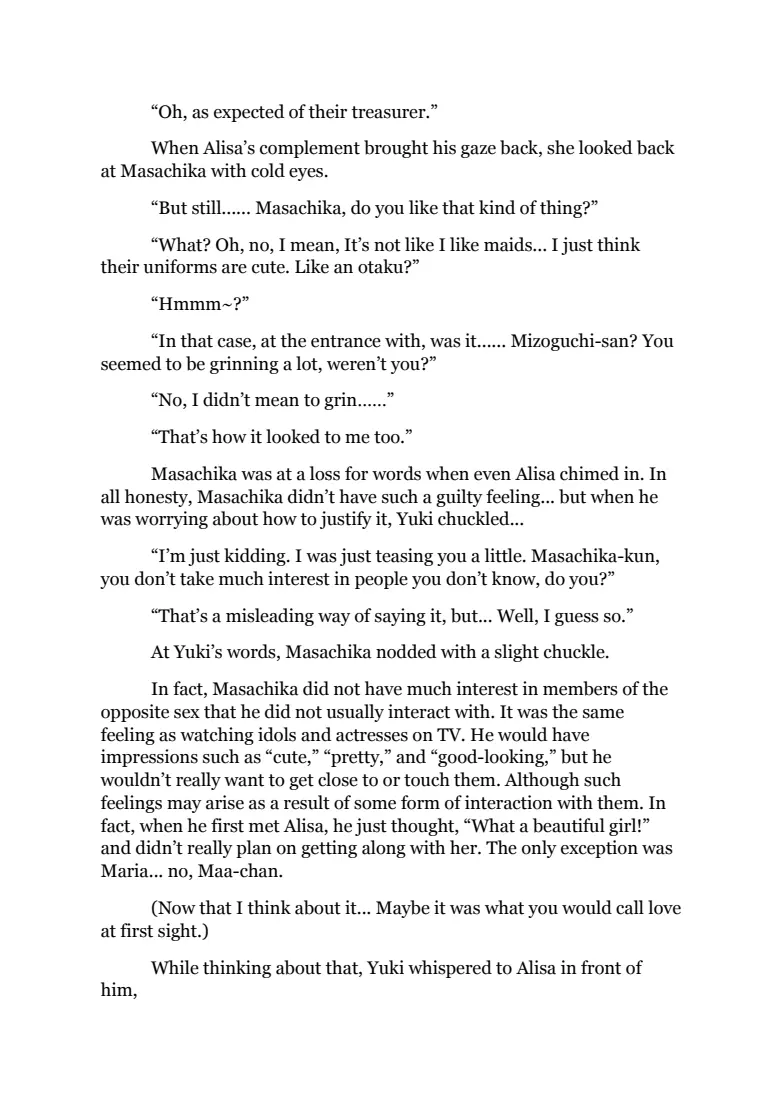 “Oh, as expected of their treasurer.”
When Alisa’s complement brought his gaze back, she looked back
at Masachika with cold eyes.
“But still...... Masachika, do you like that kind of thing?”
“What? Oh, no, I mean, It’s not like I like maids... I just think
their uniforms are cute. Like an otaku?”
“Hmmm~?”
“In that case, at the entrance with, was it...... Mizoguchi-san? You
seemed to be grinning a lot, weren’t you?”
“No, I didn’t mean to grin......”
“That’s how it looked to me too.”
Masachika was at a loss for words when even Alisa chimed in. In
all honesty, Masachika didn’t have such a guilty feeling... but when he
was worrying about how to justify it, Yuki chuckled...
“I’m just kidding. I was just teasing you a little. Masachika-kun,
you don’t take much interest in people you don’t know, do you?”
“That’s a misleading way of saying it, but... Well, I guess so.”
At Yuki’s words, Masachika nodded with a slight chuckle.
In fact, Masachika did not have much interest in members of the
opposite sex that he did not usually interact with. It was the same
feeling as watching idols and actresses on TV. He would have
impressions such as “cute,” “pretty,” and “good-looking,” but he
wouldn’t really want to get close to or touch them. Although such
feelings may arise as a result of some form of interaction with them. In
fact, when he first met Alisa, he just thought, “What a beautiful girl!”
and didn’t really plan on getting along with her. The only exception was
Maria... no, Maa-chan.
(Now that I think about it... Maybe it was what you would call love
at first sight.)
While thinking about that, Yuki whispered to Alisa in front of
him,